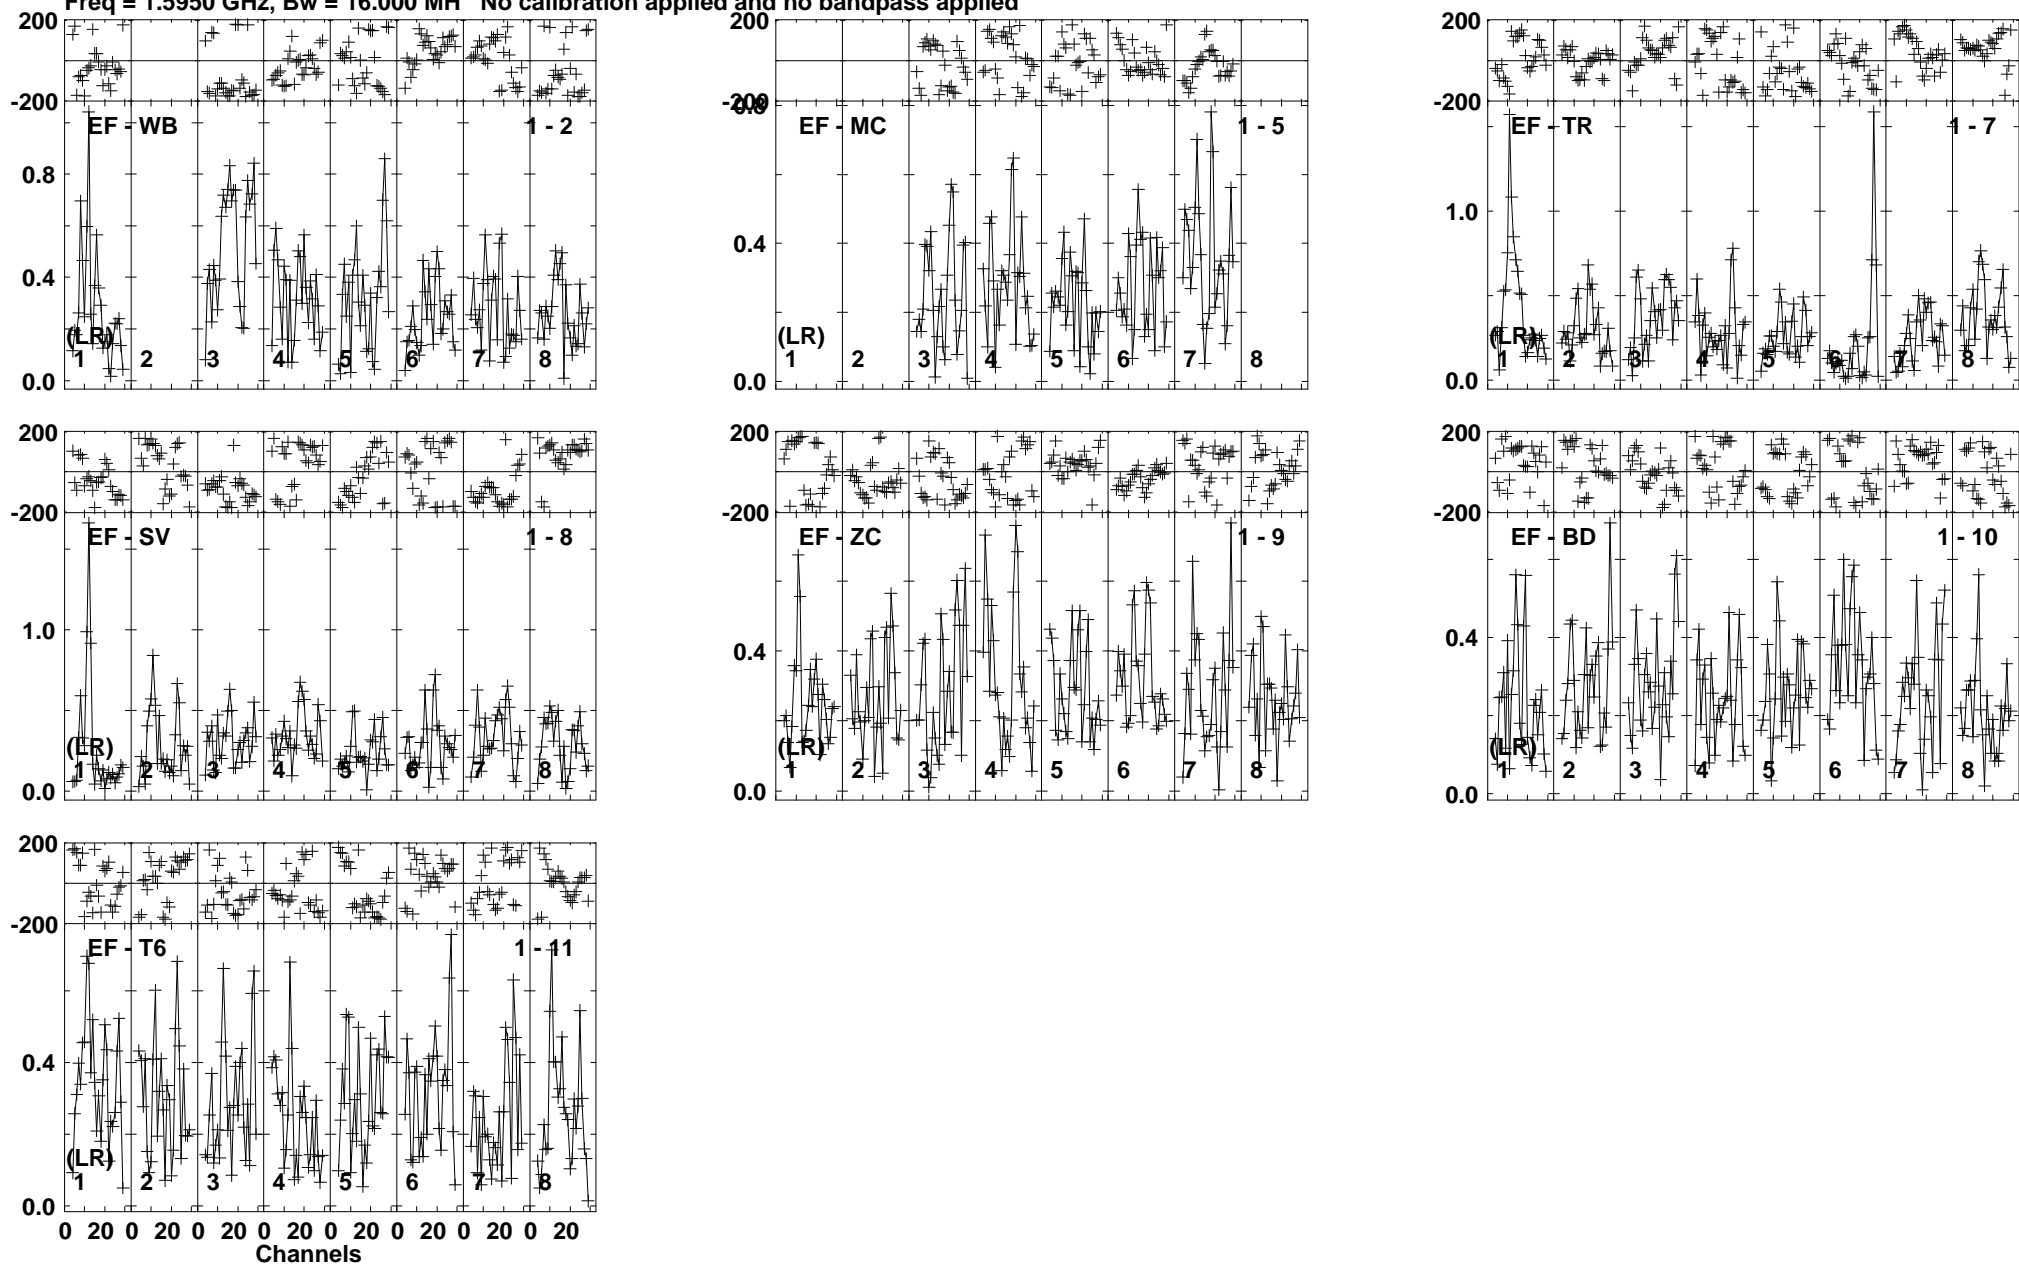 Freq = 1.5950 GHz, Bw = 16.000 MH No calibration applied and no bandpass applied
200 200 200
-200 -200 -200
EF - WB 1 - 2 0.8 EF - MC 1 - 5 EF - TR 1 - 7
0.8
0.4 0.4 1.0
(LR) (LR) (LR)
1 2 3 4 5 6 7 8 1 2 3 4 5 6 7 8 1 2 3 4 5 6 7 8
0.0 0.0 0.0
200 200 200
-200 -200 -200
EF - SV 1 - 8 EF - ZC 1 - 9 EF - BD 1 - 10
1.0 0.4 0.4
(LR) (LR) (LR)
1 2 3 4 5 6 7 8 1 2 3 4 5 6 7 8 1 2 3 4 5 6 7 8
0.0 0.0 0.0
200
-200
EF - T6 1 - 11
0.4
(LR)
1 2 3 4 5 6 7 8
0.0
0 20 0 20 0 20 0 20 0 20 0 20 0 20 0 20
Channels